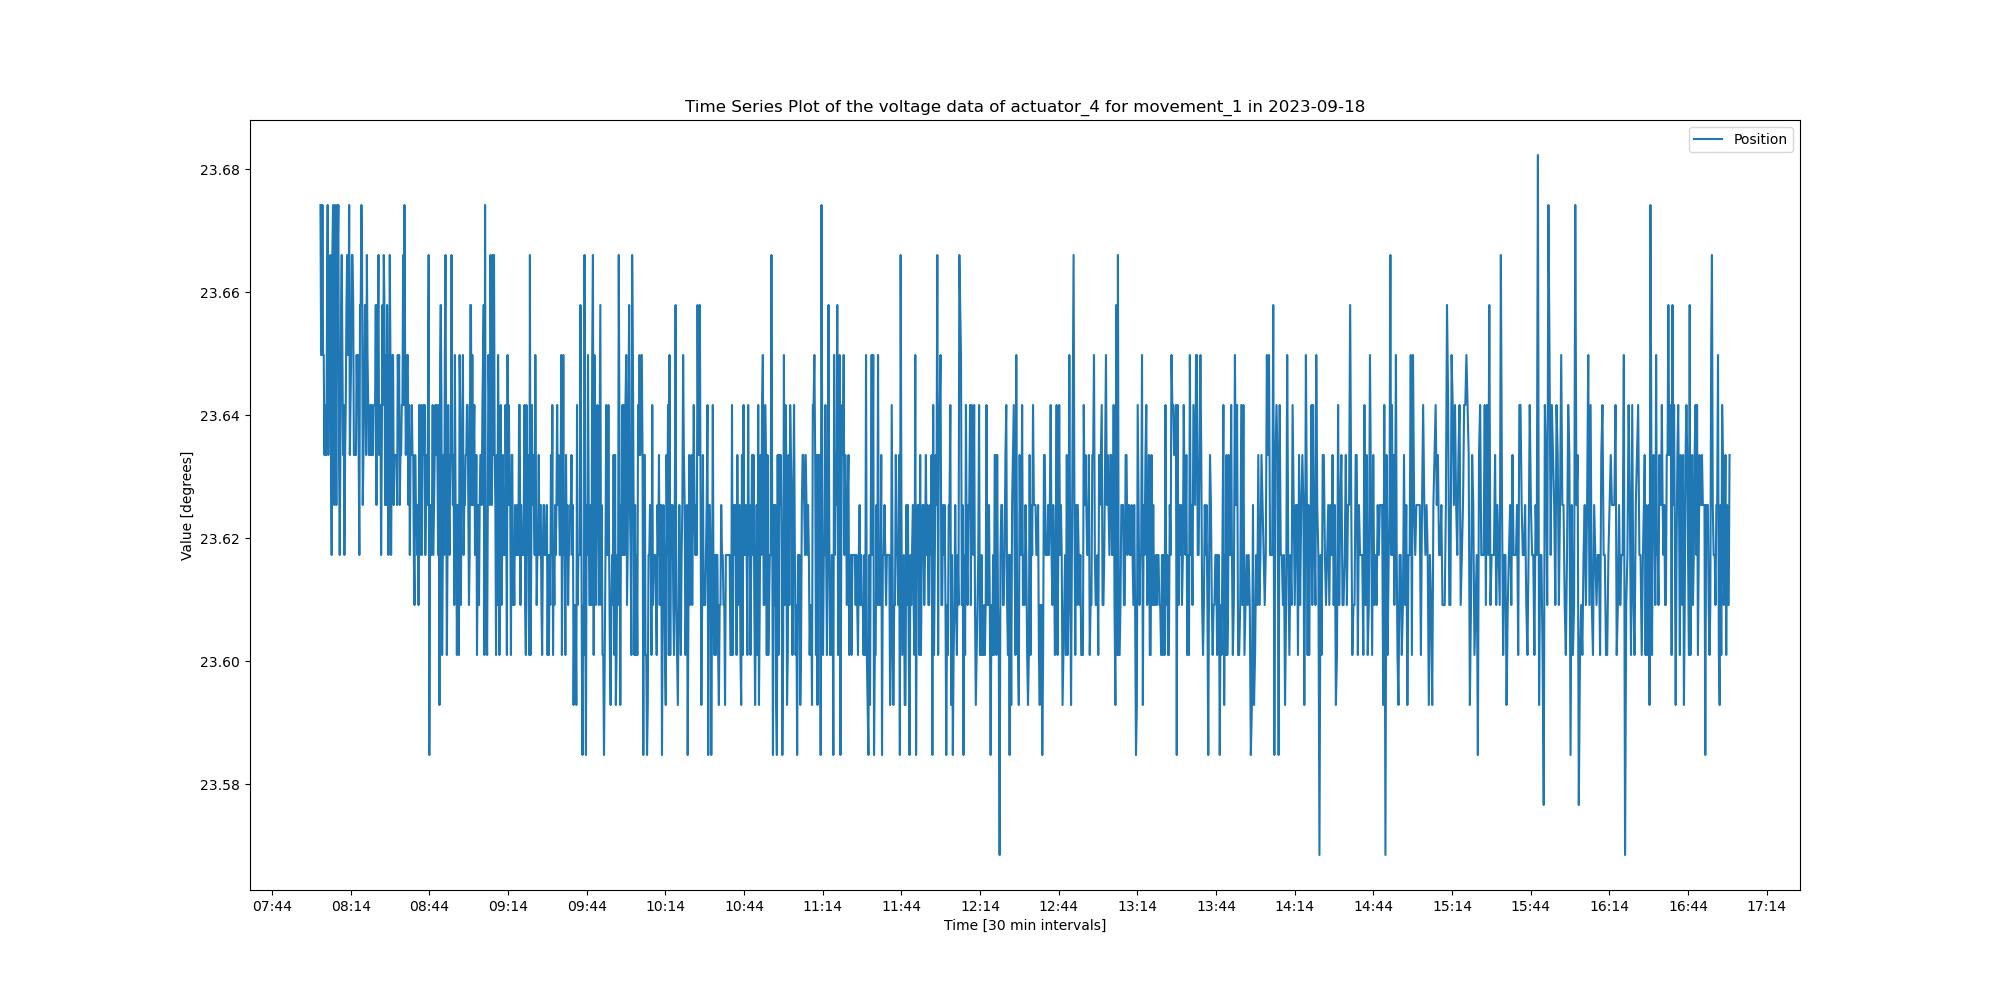 Time Series Plot of the voltage data of actuator_4 for movement_1 in 2023-09-18
Position
23.68
23.66
23.64
23.62
23.60
23.58
Value [degrees]
07:44 08:14 08:44 09:14 09:44 10:14 10:44 11:14 11:44 12:14 12:44 13:14 13:44 14:14 14:44 15:14 15:44 16:14 16:44 17:14
Time [30 min intervals]